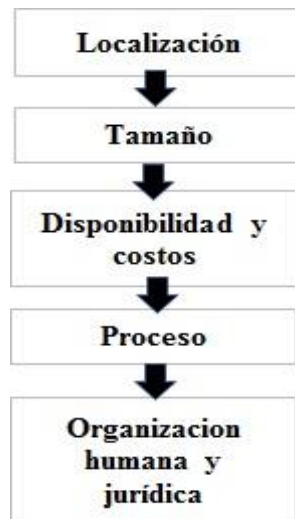 Localización
Tamaño
Disponibilidad y
costos
Proceso
Organizacion
humana y
jurídica